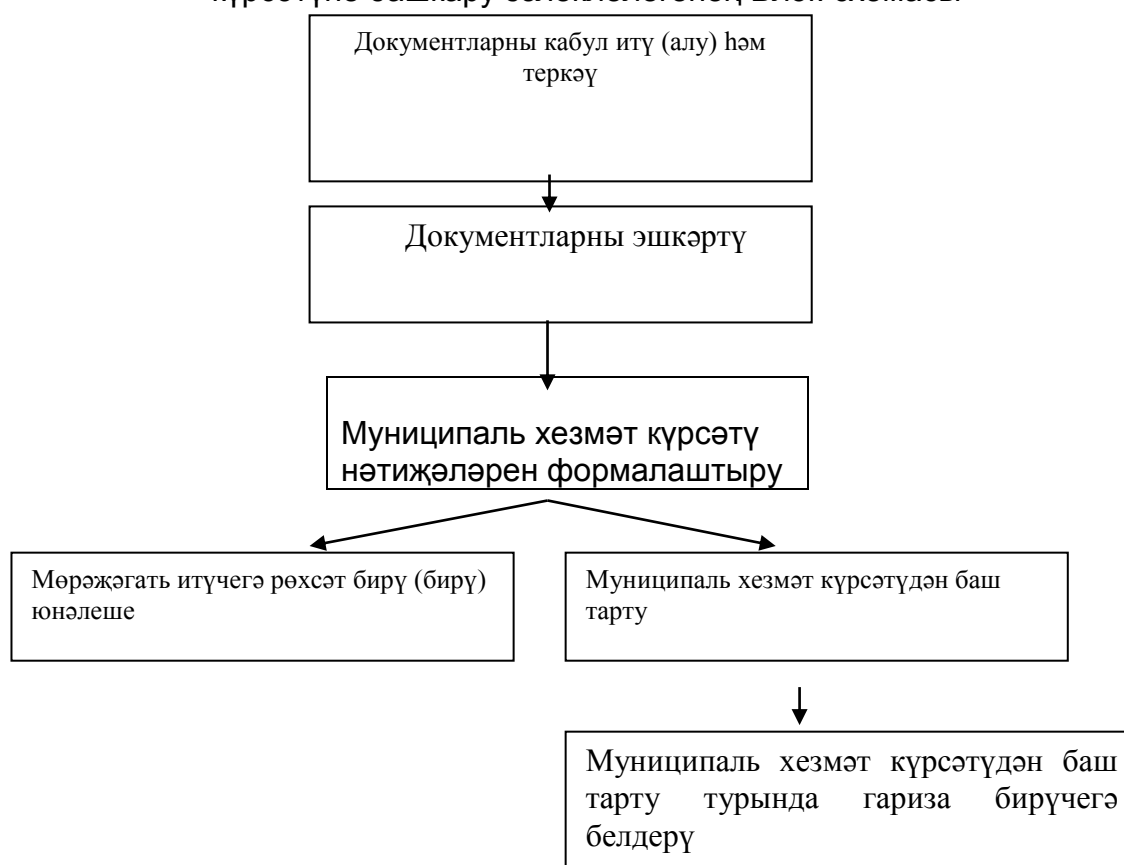 Документларны кабул итү (алу) һәм
теркәү
Документларны эшкәртү
Муниципаль хезмәт күрсәтү
нәтиҗәләрен формалаштыру
Мөрәҗәгать итүчегә рөхсәт бирү (бирү)
юнәлеше
Муниципаль хезмәт күрсәтүдән баш
тарту
Муниципаль хезмәт күрсәтүдән баш
тарту турында гариза бирүчегә
белдерү